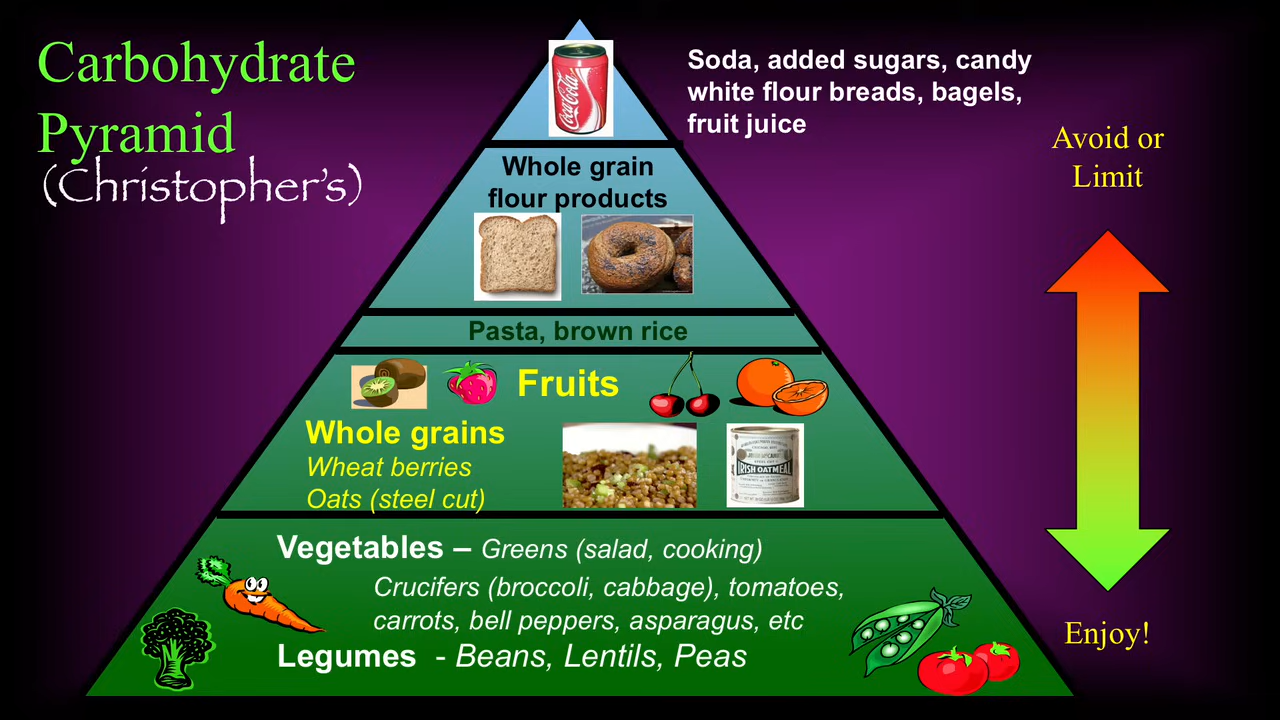 Carbohydrate
Pyramid
(Christopher's)
Coca-Cola
Soda, added sugars, candy
white flour breads, bagels,
fruit juice
Avoid or
Limit
Whole grain
flour products
Pasta, brown rice
Fruits
Whole grains
Wheat berries
Oats (steel cut)
IRISH OATMEAL
Vegetables – Greens (salad, cooking)
Crucifers (broccoli, cabbage), tomatoes,
carrots, bell peppers, asparagus, etc
Legumes - Beans, Lentils, Peas
Enjoy!